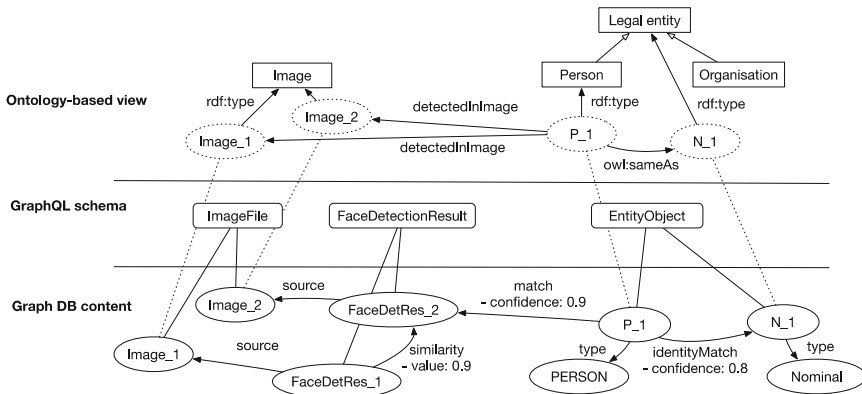 Legal entity
Image
Person
Organisation
Ontology-based view
rdf:type
detectedInImage
rdf:type
rdf:type
Image_2
Image_1
detectedInImage
P_1
N_1
owl:sameAs
GraphQL schema
ImageFile
FaceDetectionResult
EntityObject
Graph DB content
source
match
- confidence: 0.9
Image_2
FaceDetRes_2
P_1
N_1
Image_1
source
similarity
- value: 0.9
type
identityMatch
- confidence: 0.8
type
FaceDetRes_1
PERSON
Nominal